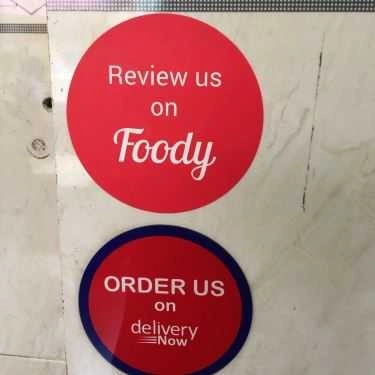 Review us
on
Foody
ORDER US
on
delivery
Now